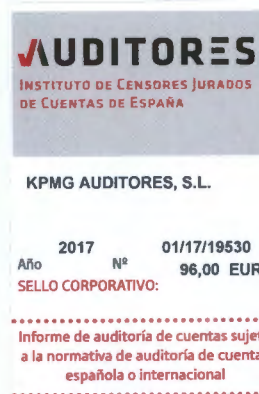 AUDITORES
INSTITUTO DE CENSORES JURADOS
DE CUENTAS DE ESPAÑA
KPMG AUDITORES, S.L.
Año 2017 Nº 01/17/19530
96,00 EUR
SELLO CORPORATIVO:
Informe de auditoría de cuentas suje
a la normativa de auditoría de cuenta
española o internacional